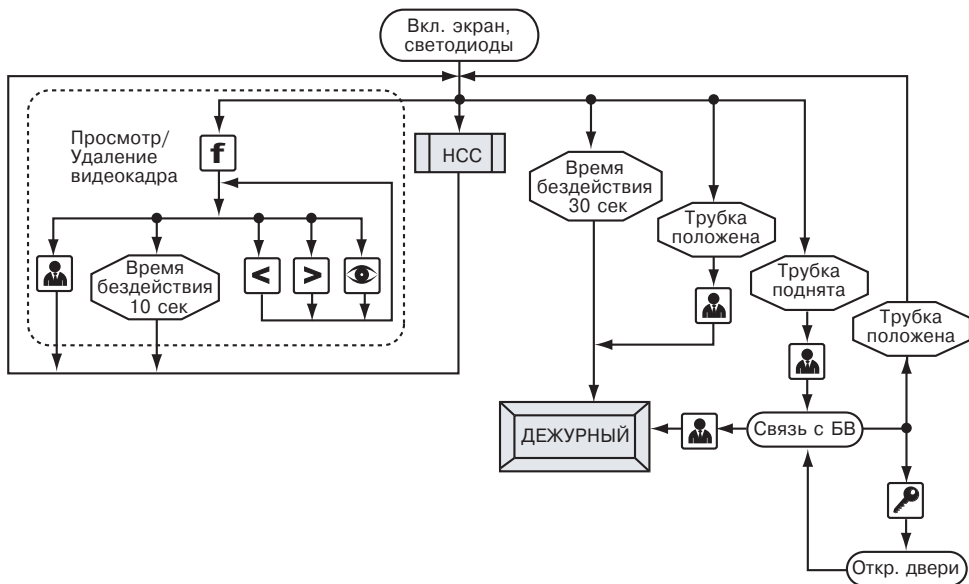 Вкл. экран,
светодиоды
Просмотр/
Удаление
видеокадра
f
НСС
Время
бездействия
30 сек
Трубка
положена
Время
бездействия
10 сек
<
>
Трубка
поднята
Трубка
положена
ДЕЖУРНЫЙ
Связь с БВ
Откр. двери